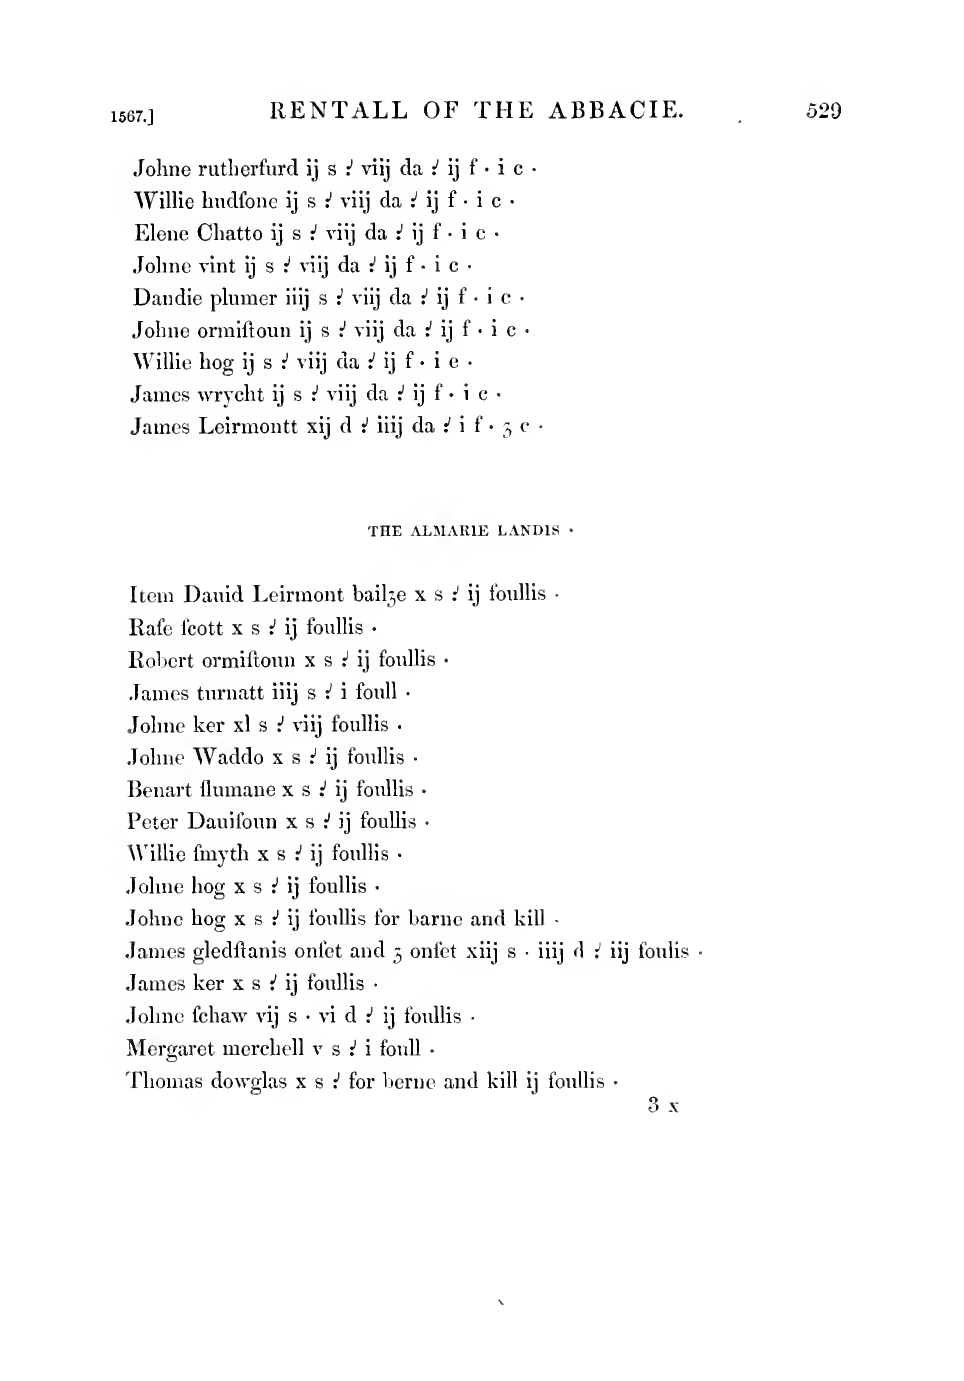 1567.] RENTALL OF THE ABBACIE. 529
Johne rutherfurd ij s ⁒ viij da ⁒ ij f · i c ·
Willie hudſone ij s ⁒ viij da ⁒ ij f · i c ·
Elene Chatto ij s ⁒ viij da ⁒ ij f · i c ·
Johne vint ij s ⁒ viij da ⁒ ij f · i c ·
Dandie plumer iiij s ⁒ viij da ⁒ ij f · i c ·
Johne ormiſtoun ij s ⁒ viij da ⁒ ij f · i c ·
Willie hog ij s ⁒ viij da ⁒ ij f · i e ·
James wrycht ij s ⁒ viij da ⁒ ij f · i c ·
James Leirmontt xij d ⁒ iiij da ⁒ i f · ʒ c ·
THE ALMARIE LANDIS ·
Item Dauid Leirmont bailʒe x s ⁒ ij foullis ·
Rafe ſcott x s ⁒ ij foullis ·
Robert ormiſtoun x s ⁒ ij foullis ·
James turnatt iiij s ⁒ i foull ·
Johne ker xl s ⁒ viij foullis ·
Johne Waddo x s ⁒ ij foullis ·
Benart ſlumane x s ⁒ ij foullis ·
Peter Dauiſoun x s ⁒ ij foullis ·
Willie ſmyth x s ⁒ ij foullis ·
Johne hog x s ⁒ ij foullis ·
Johne hog x s ⁒ ij foullis for barne and kill ·
James gledſtanis onſet and ʒ onſet xiij s · iiij d ⁒ iij foulis ·
James ker x s ⁒ ij foullis ·
Johne ſchaw vij s · vi d ⁒ ij foullis ·
Mergaret merchell v s ⁒ i foull ·
Thomas dowglas x s ⁒ for berne and kill ij foullis ·
3 x